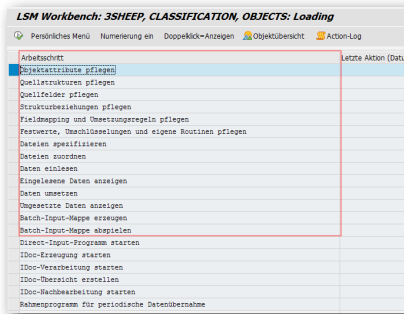 LSM Workbench: 3SHEEP, CLASSIFICATION, OBJECTS: Loading
Persönliches Menü Numerierung ein Doppelklick=Anzeigen Objektübersicht Action-Log
Arbeitsschritt Letzte Aktion (Datu
Objektattribute pflegen
Quellstrukturen pflegen
Quellfelder pflegen
Strukturbeziehungen pflegen
Fieldmapping und Umsetzungsregeln pflegen
Festwerte, Umschlüsselungen und eigene Routinen pflegen
Dateien spezifizieren
Dateien zuordnen
Daten einlesen
Eingelesene Daten anzeigen
Daten umsetzen
Umgesetzte Daten anzeigen
Batch-Input-Mappe erzeugen
Batch-Input-Mappe abspielen
Direct-Input-Programm starten
IDoc-Erzeugung starten
IDoc-Verarbeitung starten
IDoc-Übersicht erstellen
IDoc-Nachbearbeitung starten
Rahmenprogramm für periodische Datenübernahme